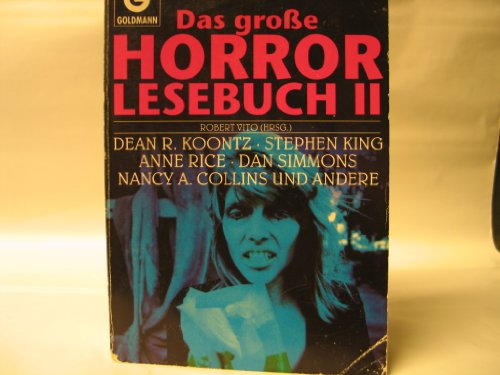 G
GOLDMANN
Das große
HORROR
LESEBUCH II
ROBERT VITO (HRSG.)
DEAN R. KOONTZ · STEPHEN KING
ANNE RICE · DAN SIMMONS
NANCY A. COLLINS UND ANDERE